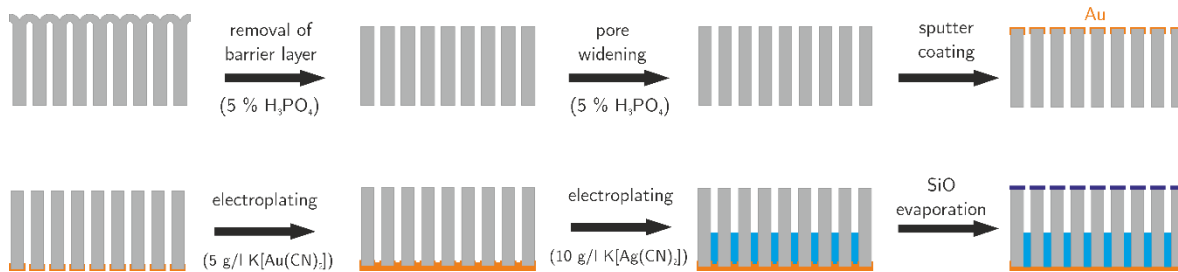 removal of
barrier layer
(5 % H₃PO₄)
pore
widening
(5 % H₃PO₄)
sputter
coating
Au
electroplating
(5 g/l K[Au(CN)₂])
electroplating
(10 g/l K[Ag(CN)₂])
SiO
evaporation